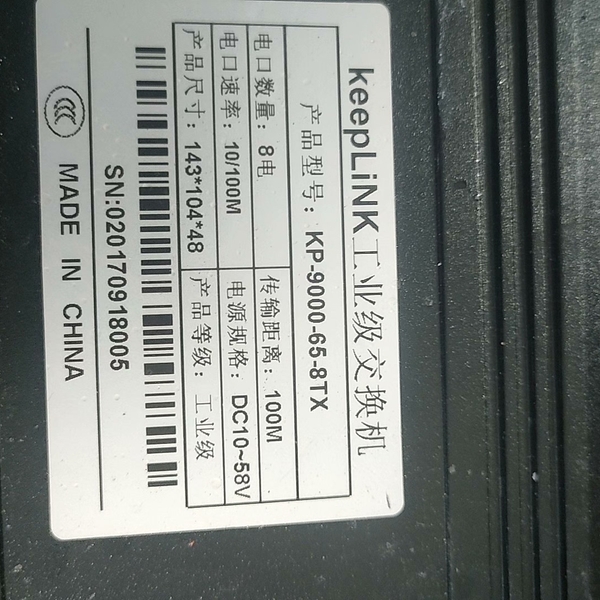 keepLiNK工业级交换机
产品型号：KP-9000-65-8TX
电口数量：8电 传输距离：100M
电口速率：10/100M 电源规格：DC10~58V
产品尺寸：143*104*48 产品等级：工业级
SN:020170918005
CCC MADE IN CHINA